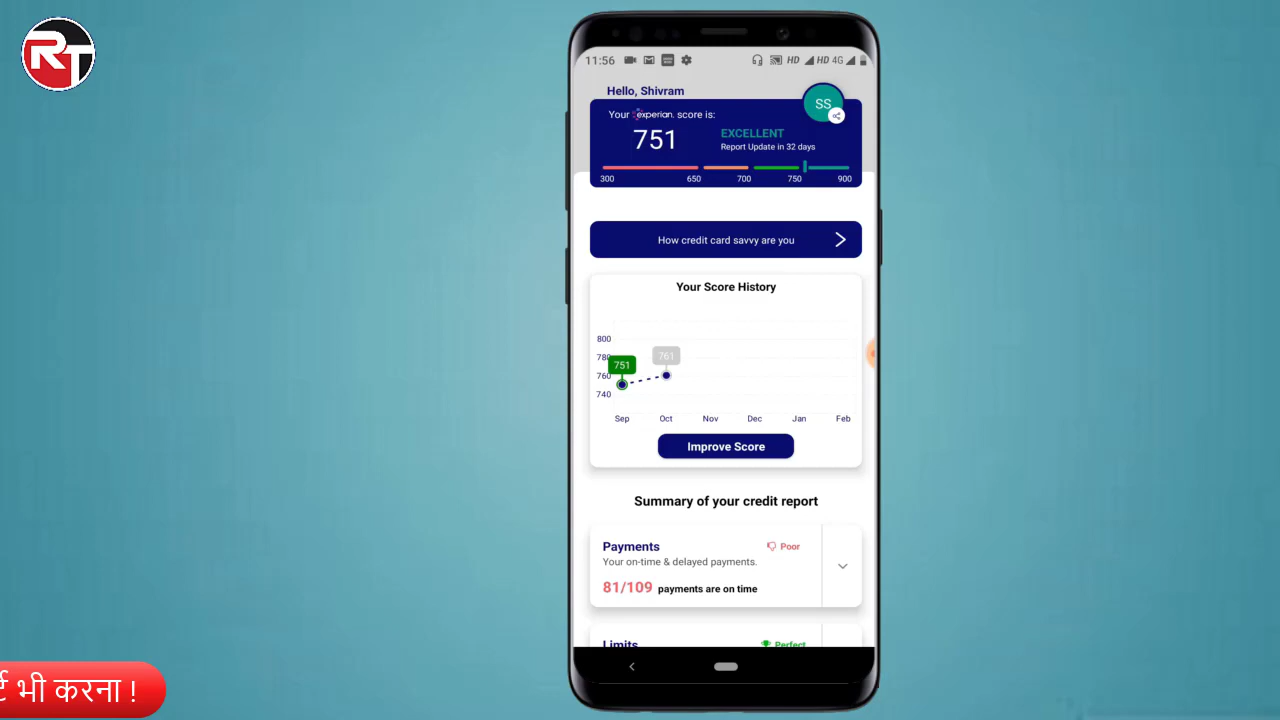 RT
11:56
HD HD 4G
Hello, Shivram
SS
Your experian. score is:
751
EXCELLENT
Report Update in 32 days
300 650 700 750 900
How credit card savvy are you
Your Score History
800
780
760
740
751
761
Sep Oct Nov Dec Jan Feb
Improve Score
Summary of your credit report
Payments
Poor
Your on-time & delayed payments.
81/109 payments are on time
Limits
Perfect
भी करना !